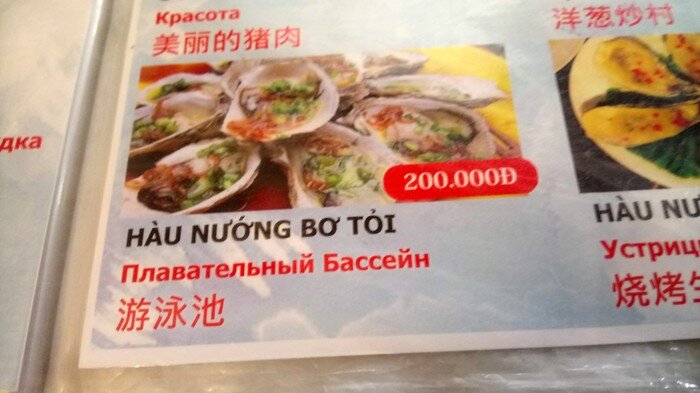 Красота
美丽的猪肉
洋葱炒村
дка
200.000Đ
HÀU NƯỚNG BƠ TỎI
Плавательный Бассейн
游泳池
HÀU NƯ
Устриц
烧烤